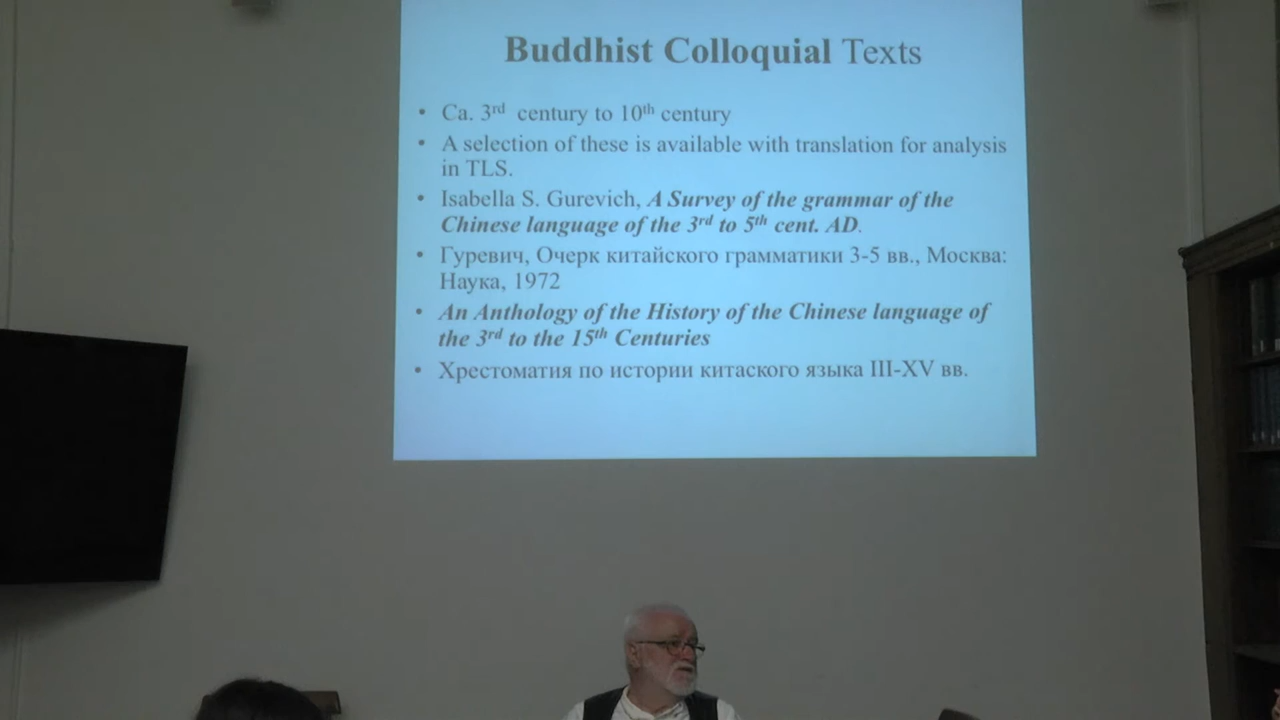 Buddhist Colloquial Texts
• Ca. 3rd century to 10th century
• A selection of these is available with translation for analysis
in TLS.
• Isabella S. Gurevich, A Survey of the grammar of the
Chinese language of the 3rd to 5th cent. AD.
• Гуревич, Очерк китайского грамматики 3-5 вв., Москва:
Наука, 1972
• An Anthology of the History of the Chinese language of
the 3rd to the 15th Centuries
• Хрестоматия по истории китаского языка III-XV вв.